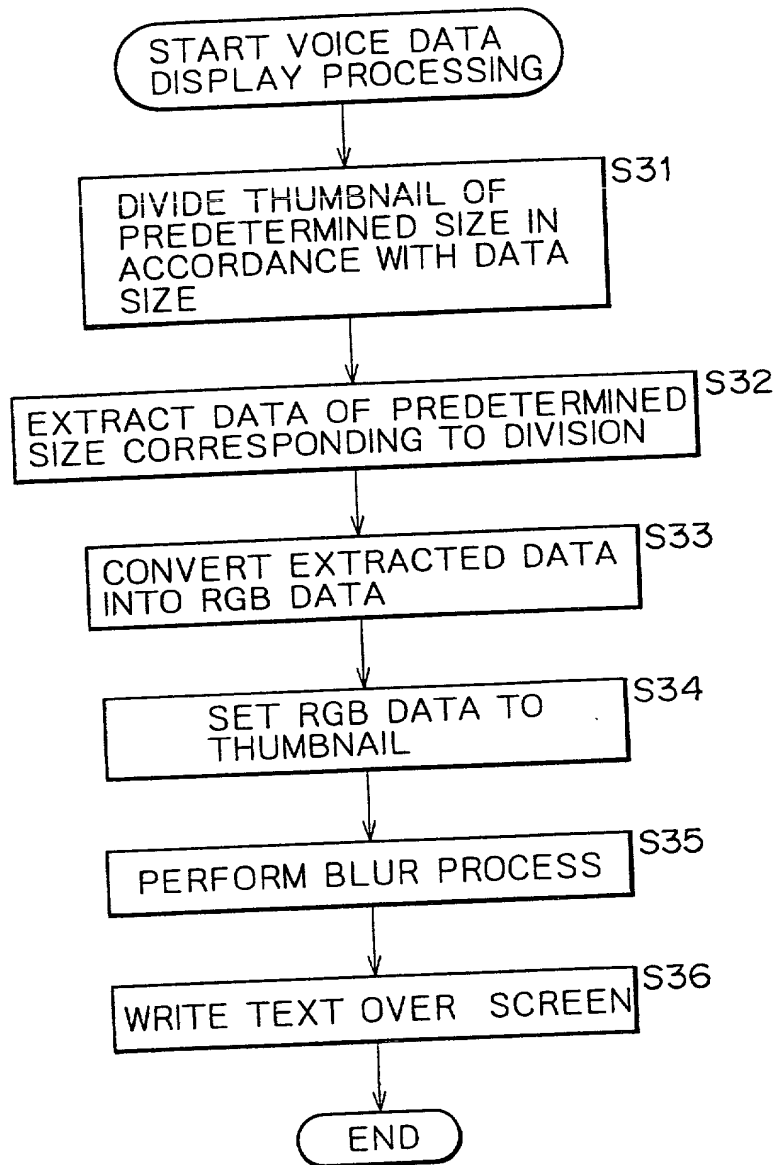 START VOICE DATA
DISPLAY PROCESSING
S31
DIVIDE THUMBNAIL OF
PREDETERMINED SIZE IN
ACCORDANCE WITH DATA
SIZE
S32
EXTRACT DATA OF PREDETERMINED
SIZE CORRESPONDING TO DIVISION
S33
CONVERT EXTRACTED DATA
INTO RGB DATA
S34
SET RGB DATA TO
THUMBNAIL
S35
PERFORM BLUR PROCESS
S36
WRITE TEXT OVER SCREEN
END